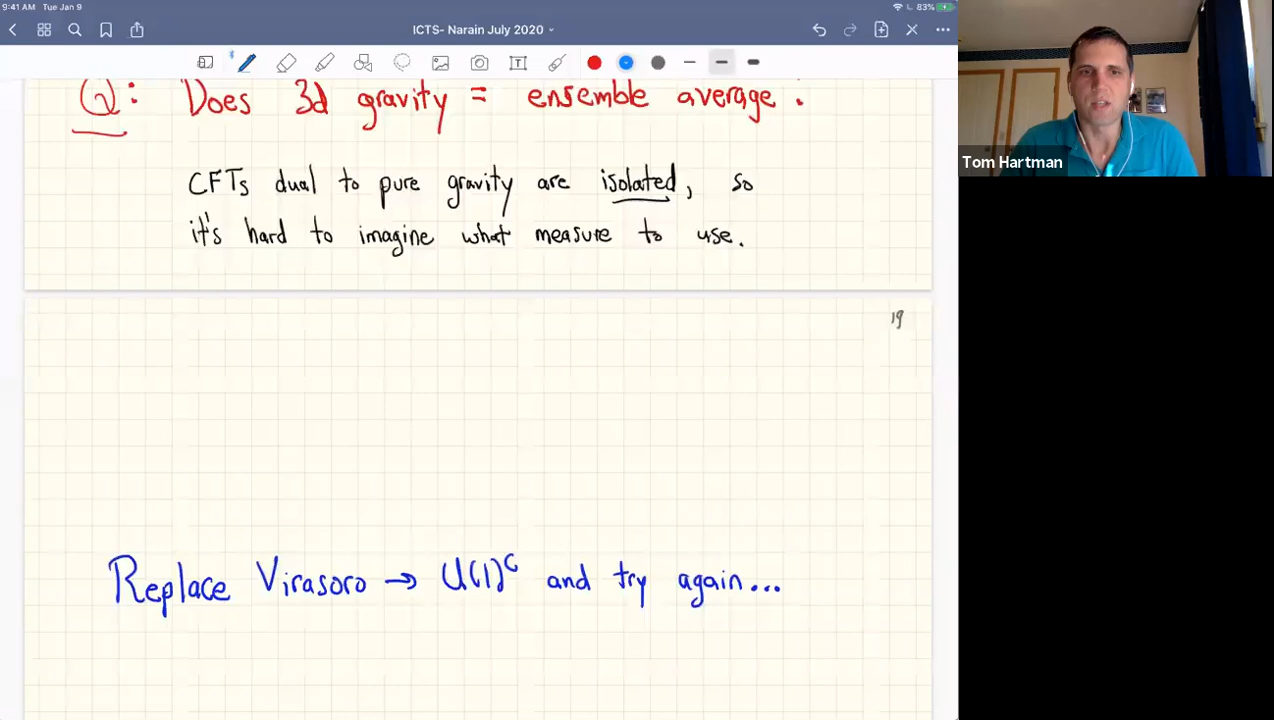 9:41 AM Tue Jan 9
83%
ICTS- Narain July 2020
Q: Does 3d gravity = ensemble average.
CFTs dual to pure gravity are isolated, so
it's hard to imagine what measure to use.
19
Replace Virasoro → U(1)^c and try again...
Tom Hartman